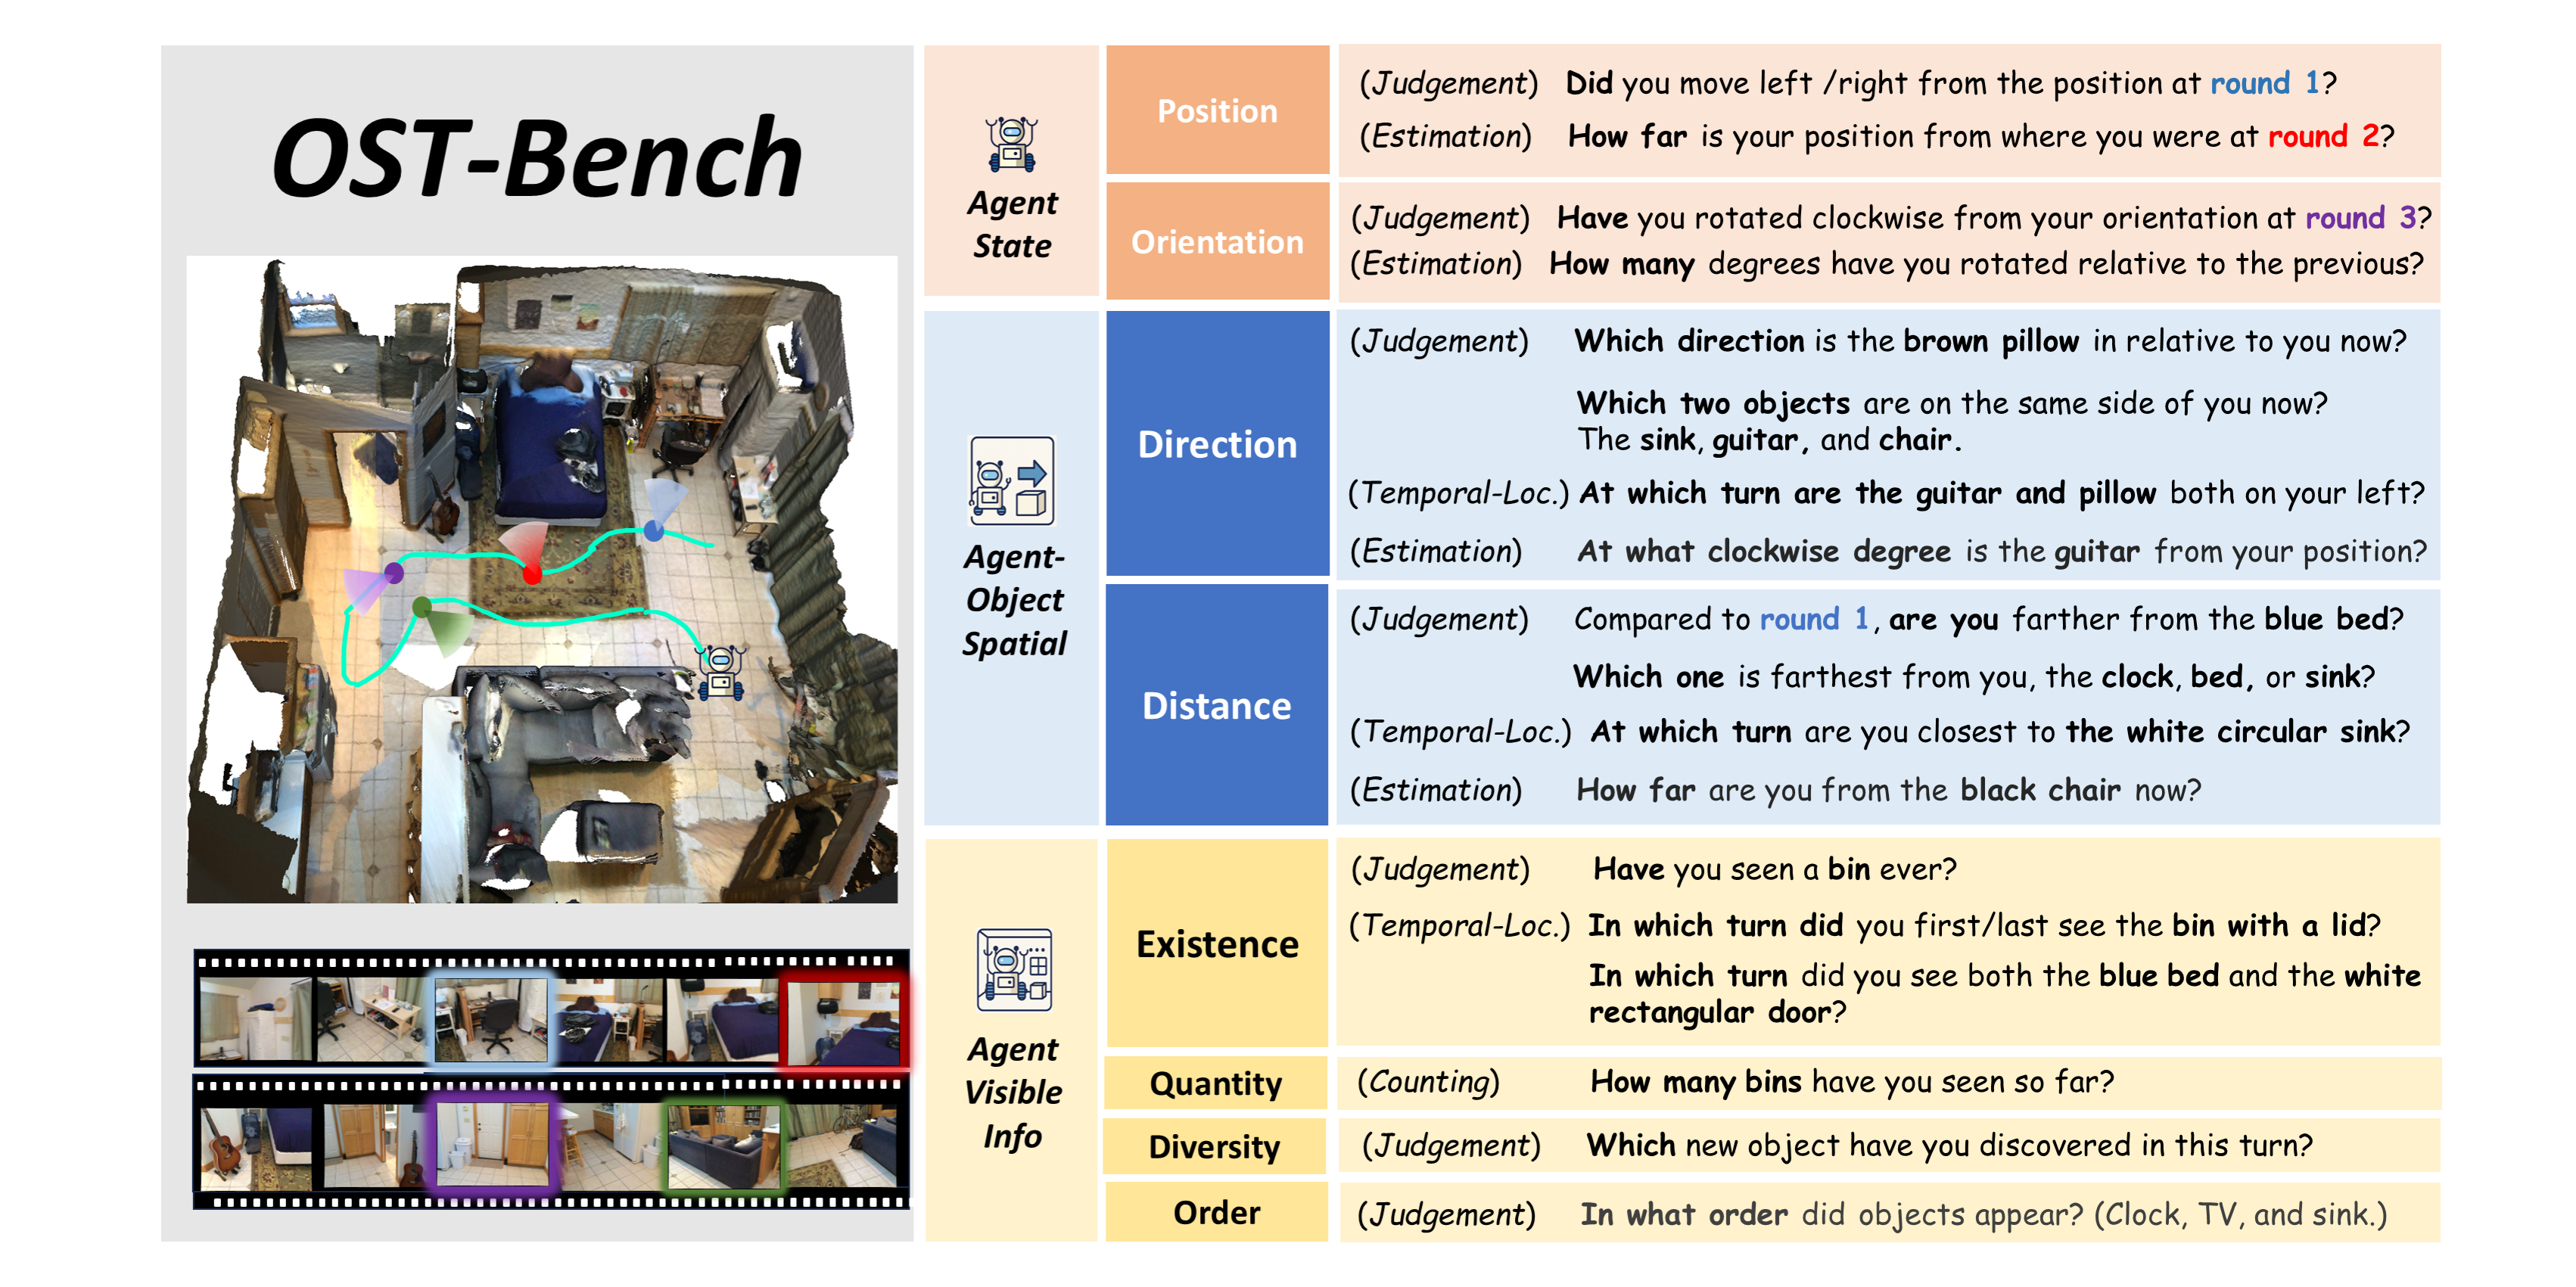 OST-Bench
Agent
State
Position
(Judgement) Did you move left /right from the position at round 1?
(Estimation) How far is your position from where you were at round 2?
Orientation
(Judgement) Have you rotated clockwise from your orientation at round 3?
(Estimation) How many degrees have you rotated relative to the previous?
Agent-
Object
Spatial
Direction
(Judgement) Which direction is the brown pillow in relative to you now?
Which two objects are on the same side of you now?
The sink, guitar, and chair.
(Temporal-Loc.) At which turn are the guitar and pillow both on your left?
(Estimation) At what clockwise degree is the guitar from your position?
Distance
(Judgement) Compared to round 1, are you farther from the blue bed?
Which one is farthest from you, the clock, bed, or sink?
(Temporal-Loc.) At which turn are you closest to the white circular sink?
(Estimation) How far are you from the black chair now?
Agent
Visible
Info
Existence
(Judgement) Have you seen a bin ever?
(Temporal-Loc.) In which turn did you first/last see the bin with a lid?
In which turn did you see both the blue bed and the white
rectangular door?
Quantity
(Counting) How many bins have you seen so far?
Diversity
(Judgement) Which new object have you discovered in this turn?
Order
(Judgement) In what order did objects appear? (Clock, TV, and sink.)